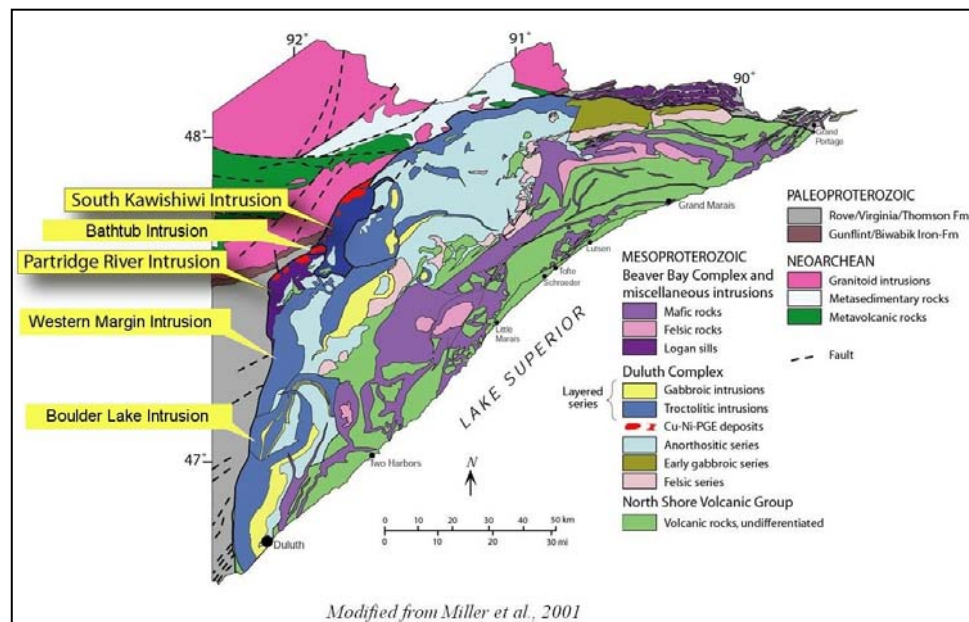 92°
91°
90°
48°
47°
Grand
Portage
South Kawishiwi Intrusion
Bathtub Intrusion
Partridge River Intrusion
Western Margin Intrusion
Boulder Lake Intrusion
Grand Marais
Lutsen
Tofte
Schroeder
Little
Marais
LAKE SUPERIOR
Two Harbors
Duluth
N
0 10 20 30 40 50 km
0 10 20 30 mi
MESOPROTEROZOIC
Beaver Bay Complex and
miscellaneous intrusions
Mafic rocks
Felsic rocks
Logan sills
Duluth Complex
Layered
series
Gabbroic intrusions
Troctolitic intrusions
Cu-Ni-PGE deposits
Anorthositic series
Early gabbroic series
Felsic series
North Shore Volcanic Group
Volcanic rocks, undifferentiated
PALEOPROTEROZOIC
Rove/Virginia/Thomson Fm
Gunflint/Biwabik Iron-Fm
NEOARCHEAN
Granitoid intrusions
Metasedimentary rocks
Metavolcanic rocks
Fault
Modified from Miller et al., 2001